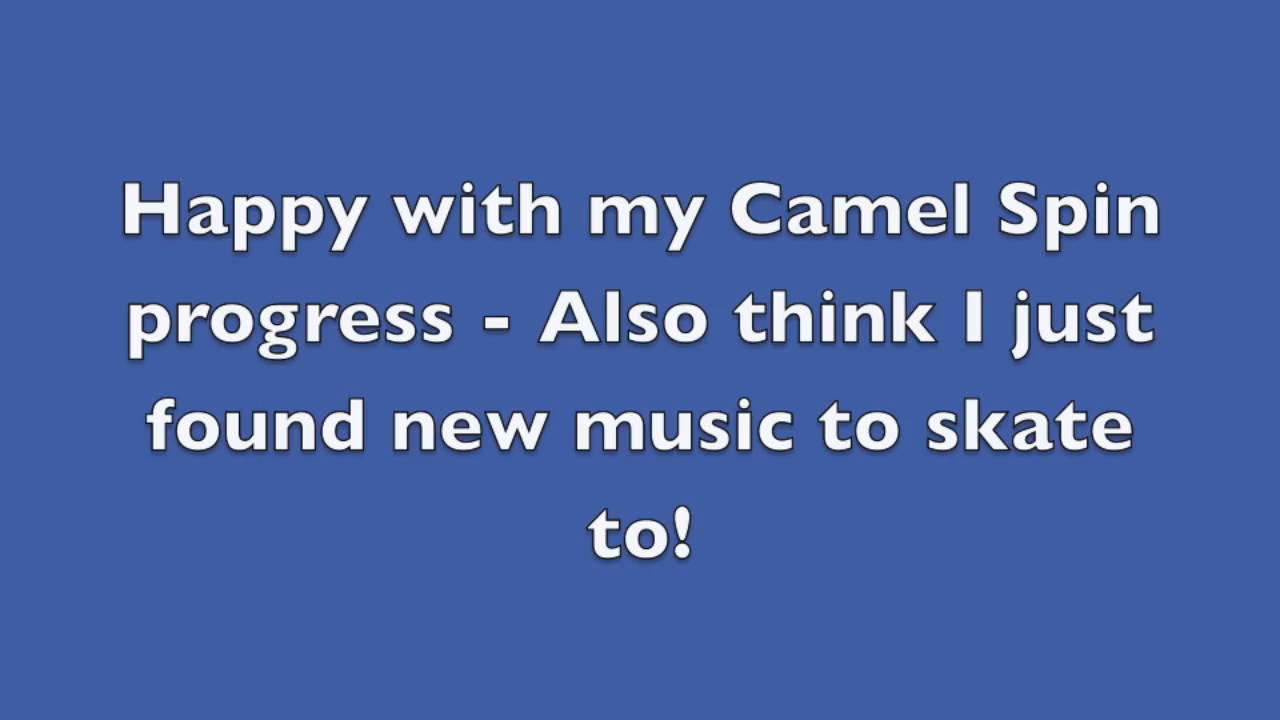 Happy with my Camel Spin
progress - Also think I just
found new music to skate
to!